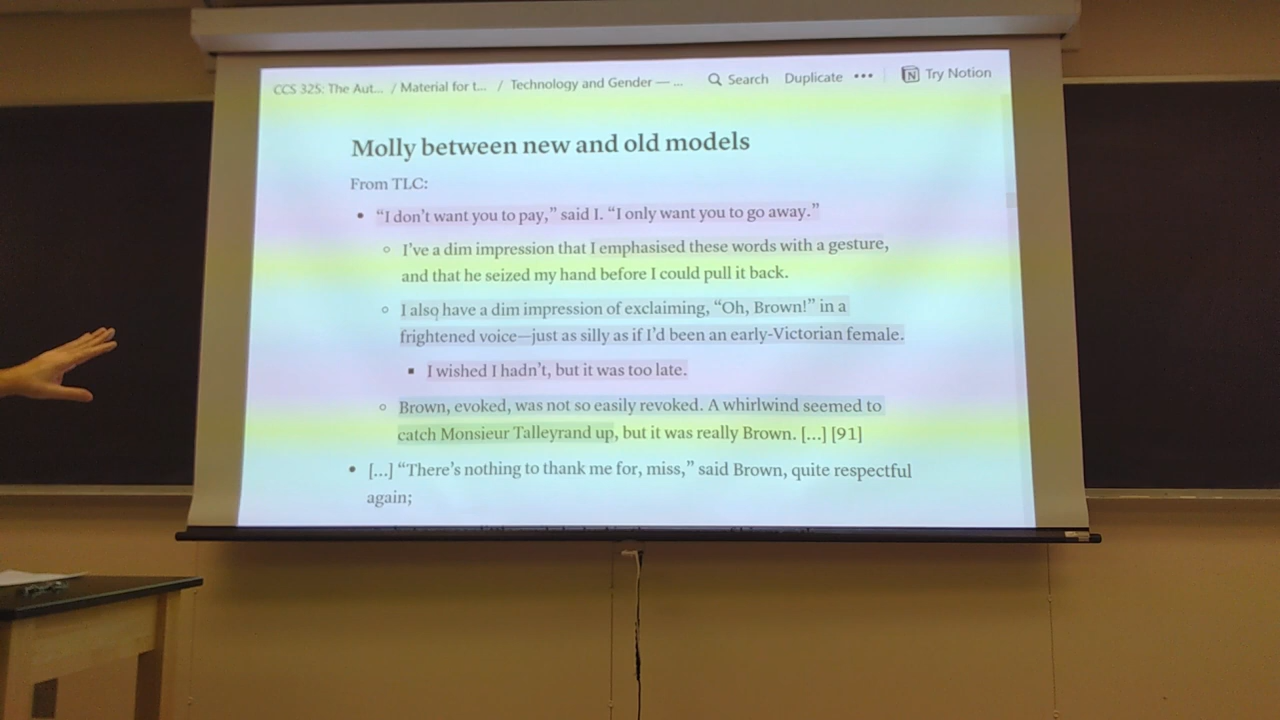 CCS 325: The Aut... / Material for t... / Technology and Gender — ... Search Duplicate ••• Try Notion
Molly between new and old models
From TLC:
• “I don’t want you to pay,” said I. “I only want you to go away.”
◦ I’ve a dim impression that I emphasised these words with a gesture,
and that he seized my hand before I could pull it back.
◦ I also have a dim impression of exclaiming, “Oh, Brown!” in a
frightened voice—just as silly as if I’d been an early-Victorian female.
▪ I wished I hadn’t, but it was too late.
◦ Brown, evoked, was not so easily revoked. A whirlwind seemed to
catch Monsieur Talleyrand up, but it was really Brown. [...] [91]
• [...] “There’s nothing to thank me for, miss,” said Brown, quite respectful
again;